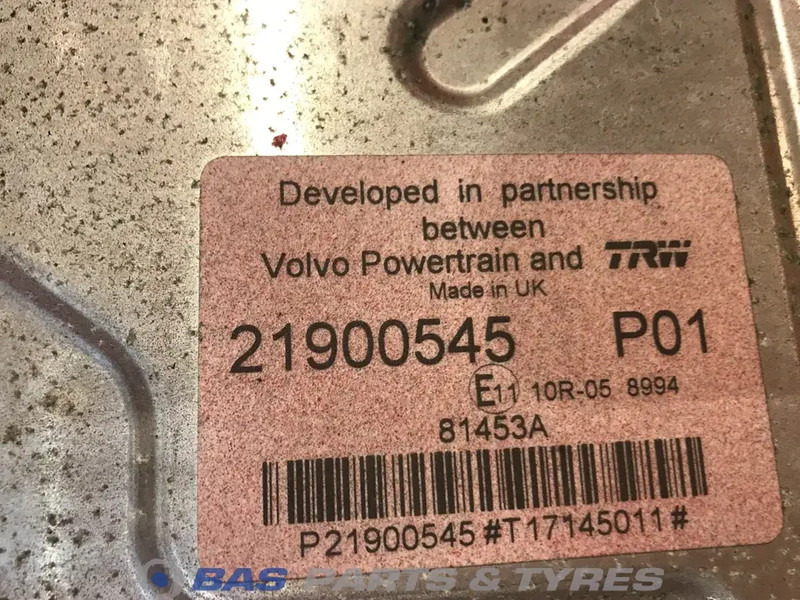 Developed in partnership
between
Volvo Powertrain and TRW
Made in UK
21900545 P01
E11 10R-05 8994
81453A
P21900545#T17145011#
BAS PARTS & TYRES